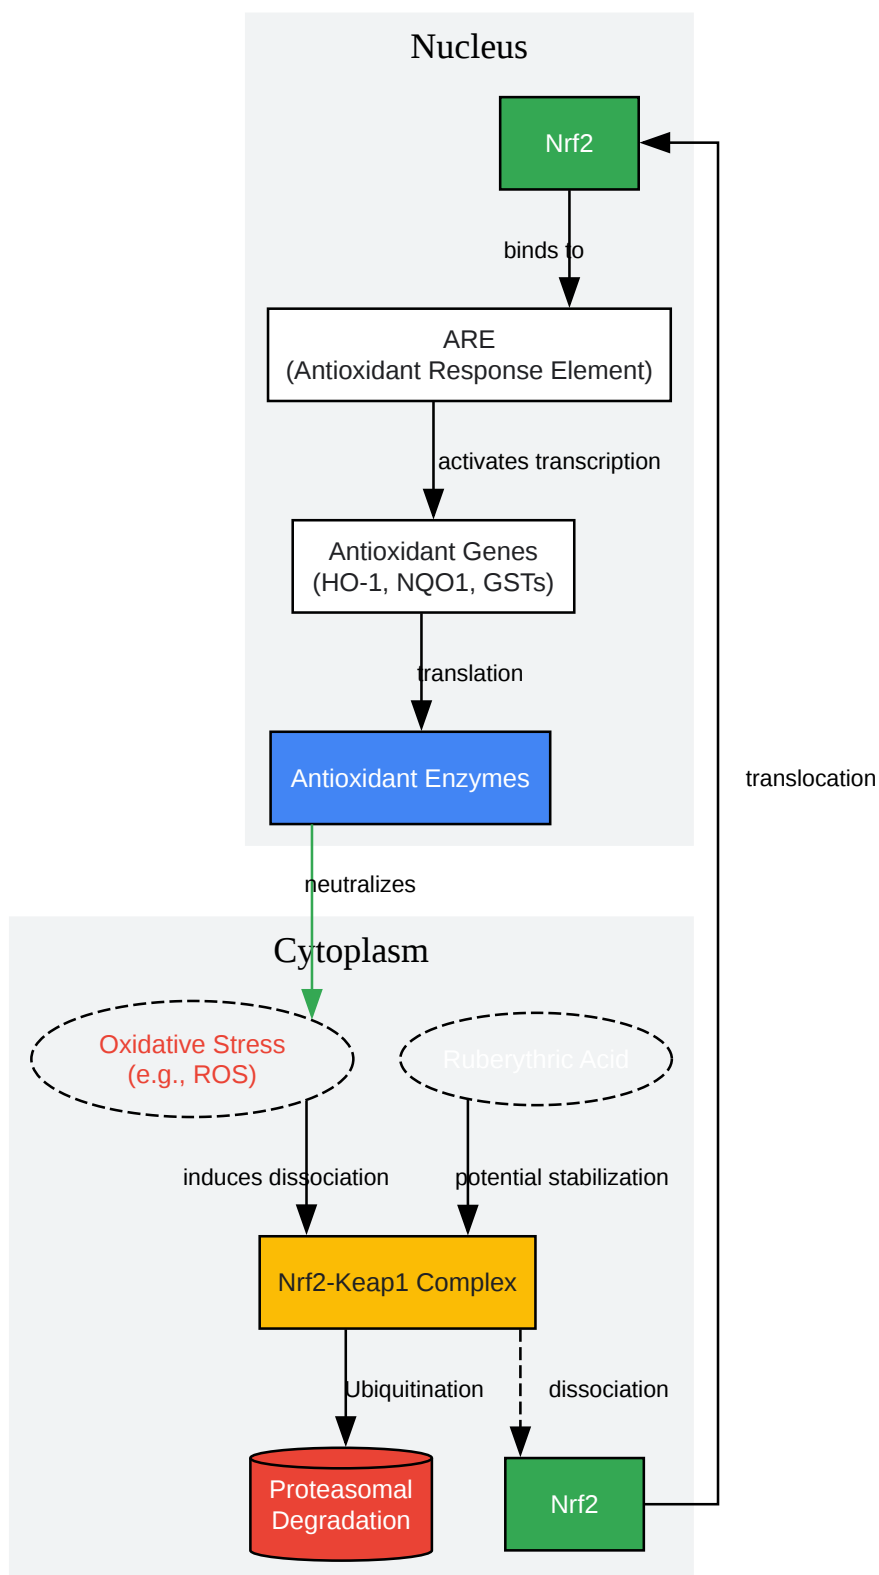 Nucleus
Nrf2
binds to
ARE
(Antioxidant Response Element)
activates transcription
Antioxidant Genes
(HO-1, NQO1, GSTs)
translation
Antioxidant Enzymes
translocation
neutralizes
Cytoplasm
Oxidative Stress
(e.g., ROS)
Ruberythric Acid
induces dissociation
potential stabilization
Nrf2-Keap1 Complex
Ubiquitination
dissociation
Proteasomal
Degradation
Nrf2